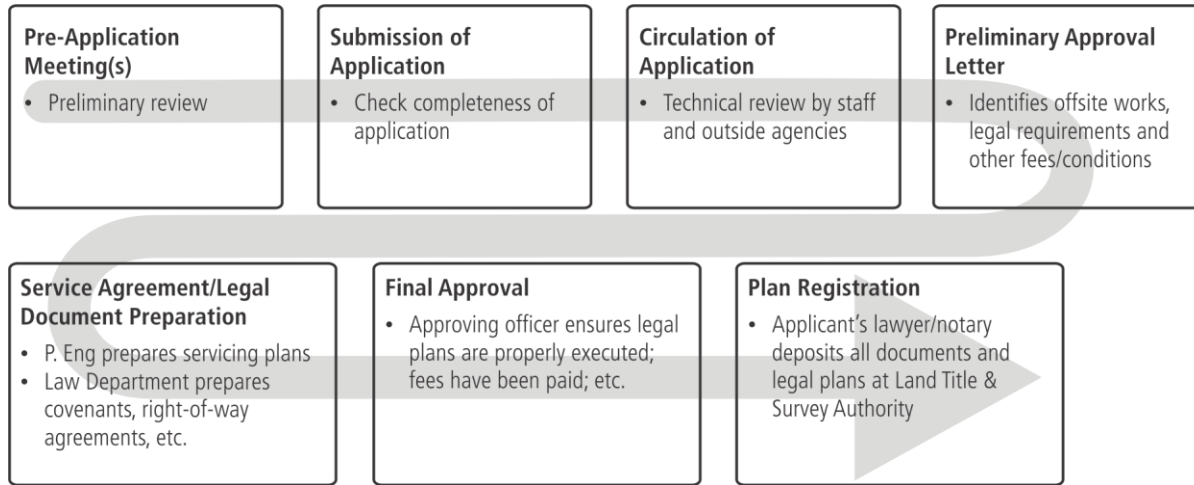 Pre-Application
Meeting(s)
• Preliminary review
Submission of
Application
• Check completeness of
application
Circulation of
Application
• Technical review by staff
and outside agencies
Preliminary Approval
Letter
• Identifies offsite works,
legal requirements and
other fees/conditions
Service Agreement/Legal
Document Preparation
• P. Eng prepares servicing plans
• Law Department prepares
covenants, right-of-way
agreements, etc.
Final Approval
• Approving officer ensures legal
plans are properly executed;
fees have been paid; etc.
Plan Registration
• Applicant's lawyer/notary
deposits all documents and
legal plans at Land Title &
Survey Authority